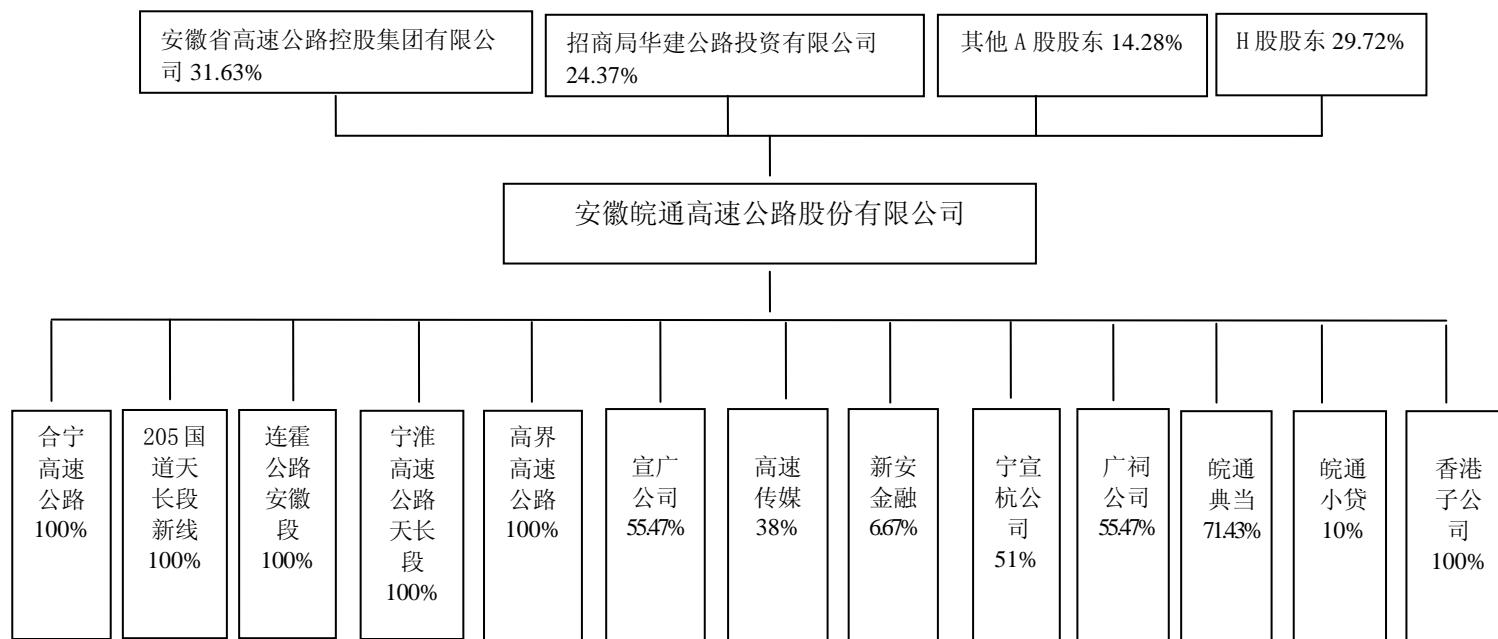 安徽省高速公路控股集团有限公
司 31.63%
招商局华建公路投资有限公司
24.37%
其他 A 股股东 14.28%
H 股股东 29.72%
安徽皖通高速公路股份有限公司
合宁
高速
公路
100%
205 国
道天
长段
新线
100%
连霍
公路
安徽
段
100%
宁淮
高速
公路
天长
段
100%
高界
高速
公路
100%
宣广
公司
55.47%
高速
传媒
38%
新安
金融
6.67%
宁宣
杭公
司
51%
广祠
公司
55.47%
皖通
典当
71.43%
皖通
小贷
10%
香港
子公
司
100%